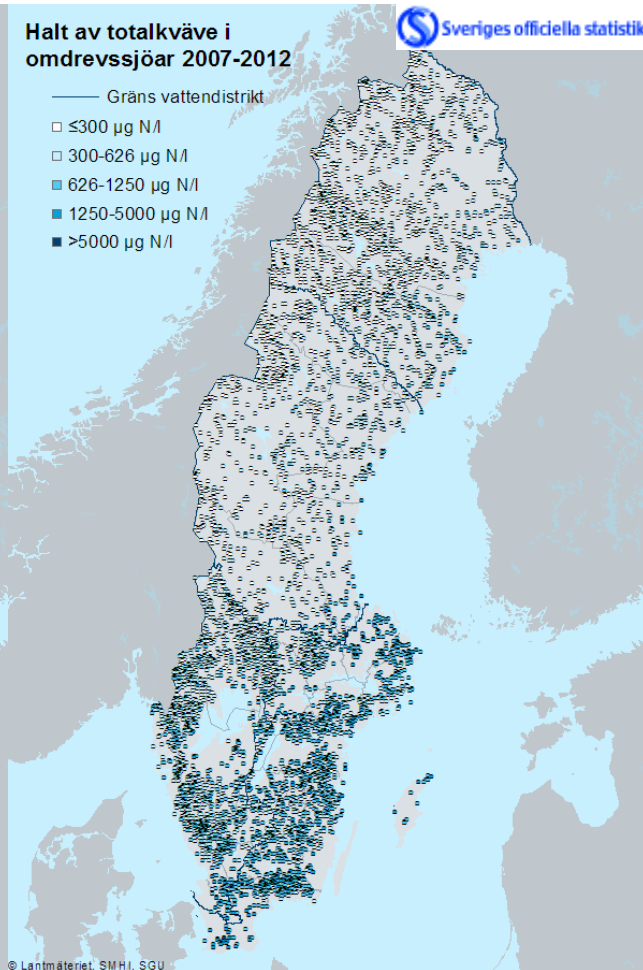 Halt av totalkväve i
omdrevssjöar 2007-2012
Sveriges officiella statistik
Gräns vattendistrikt
≤300 µg N/l
300-626 µg N/l
626-1250 µg N/l
1250-5000 µg N/l
>5000 µg N/l
© Lantmäteriet, SMHI, SGU